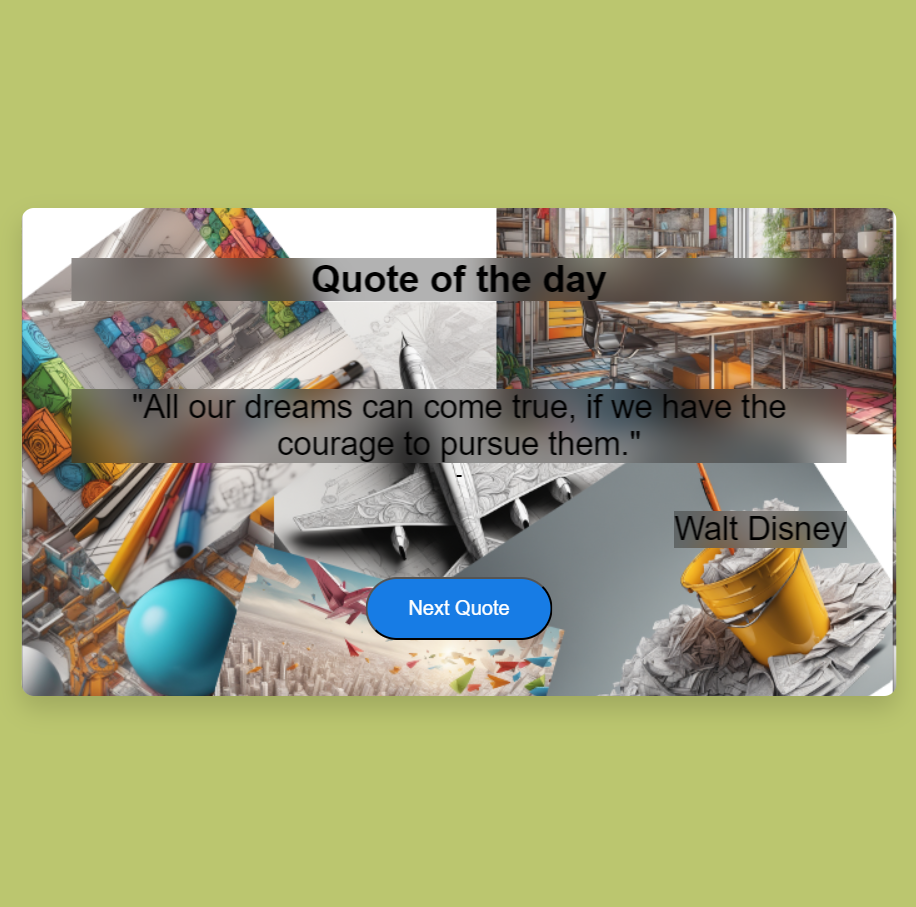 Quote of the day
"All our dreams can come true, if we have the
courage to pursue them."
-
Walt Disney
Next Quote